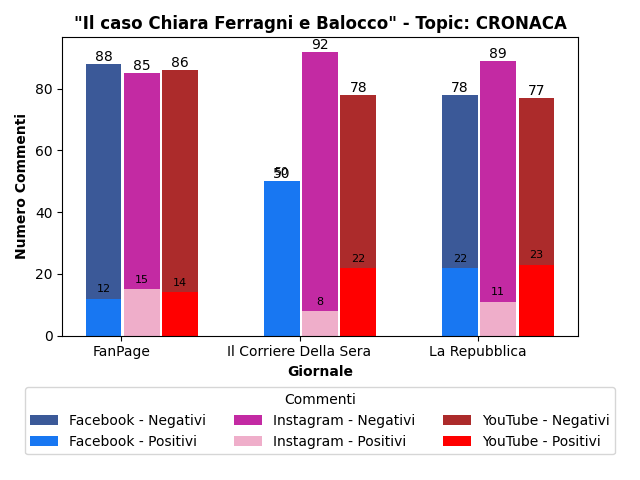 "Il caso Chiara Ferragni e Balocco" - Topic: CRONACA
Numero Commenti
0
20
40
60
80
88
85
86
12
15
14
50
50
92
78
8
22
78
89
77
22
11
23
FanPage
Il Corriere Della Sera
La Repubblica
Giornale
Commenti
Facebook - Negativi
Instagram - Negativi
YouTube - Negativi
Facebook - Positivi
Instagram - Positivi
YouTube - Positivi